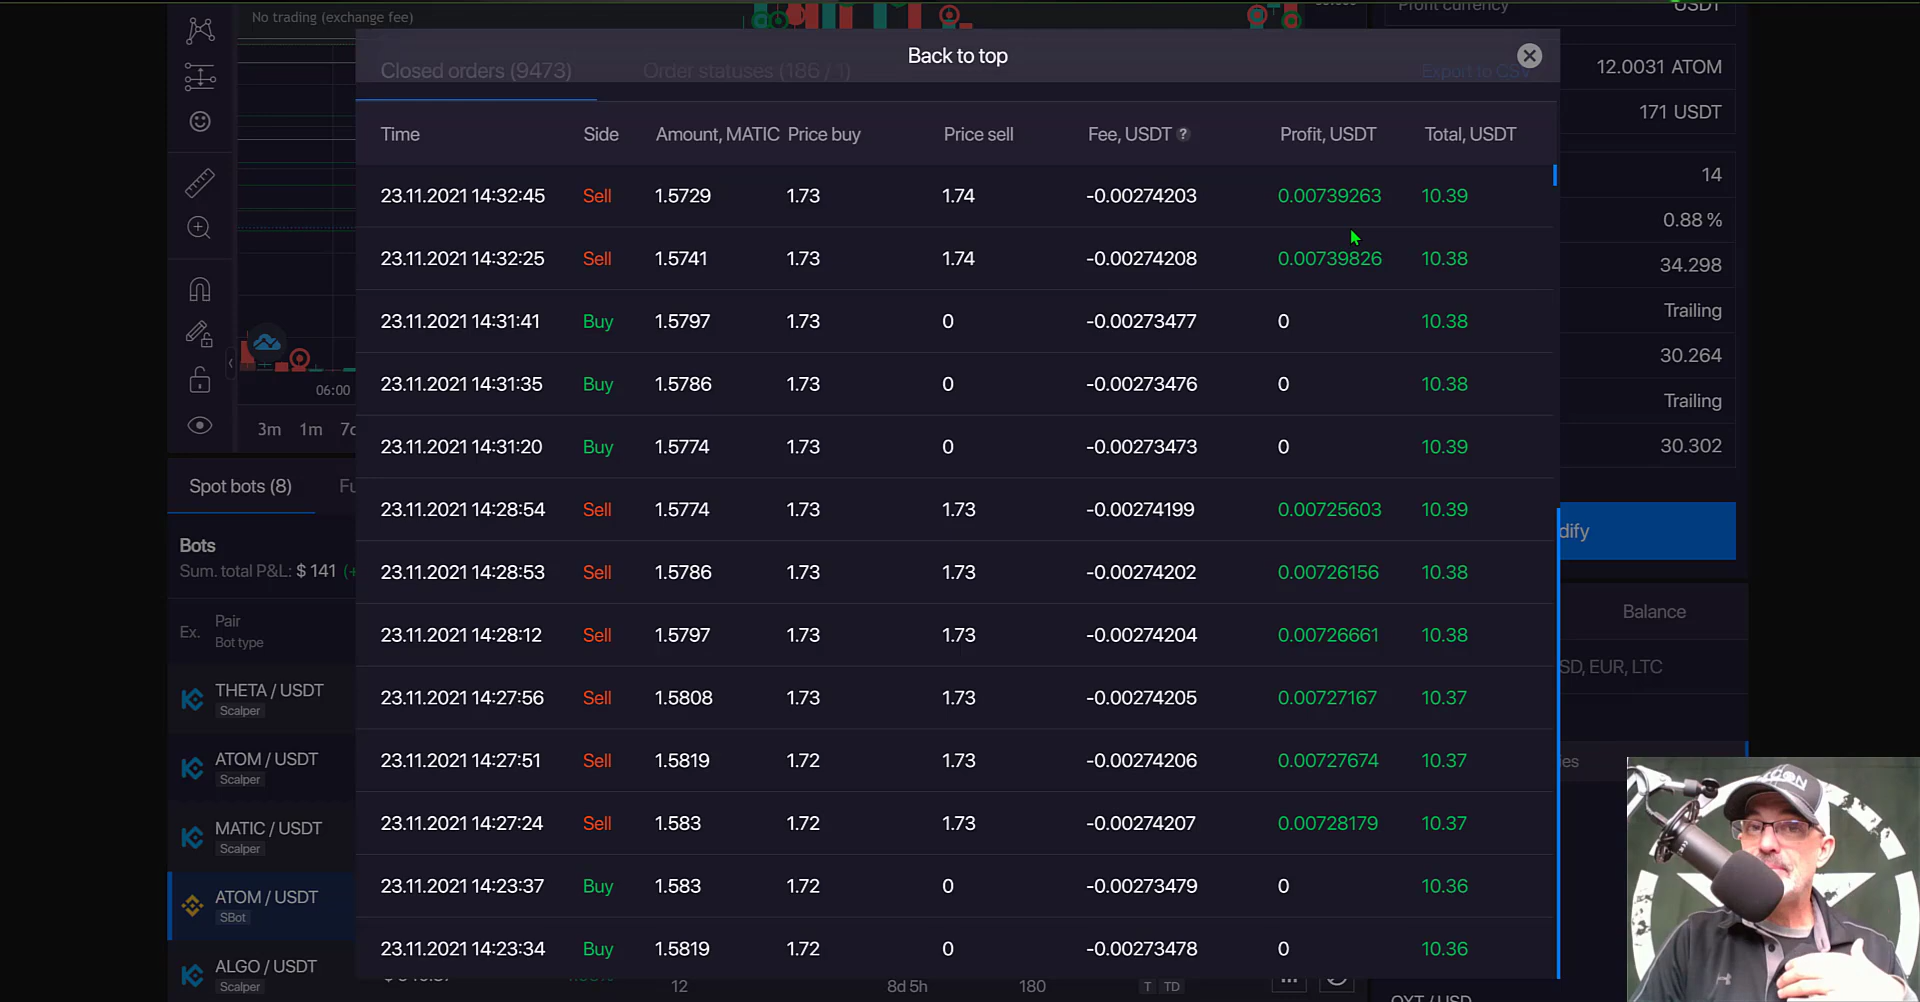 No trading (exchange fee)
Profit currency USDT
Back to top
Closed orders (9473) Order statuses (186 / 1) Export to CSV
12.0031 ATOM
171 USDT
Time Side Amount, MATIC Price buy Price sell Fee, USDT ? Profit, USDT Total, USDT
23.11.2021 14:32:45 Sell 1.5729 1.73 1.74 -0.00274203 0.00739263 10.39
23.11.2021 14:32:25 Sell 1.5741 1.73 1.74 -0.00274208 0.00739826 10.38
23.11.2021 14:31:41 Buy 1.5797 1.73 0 -0.00273477 0 10.38
23.11.2021 14:31:35 Buy 1.5786 1.73 0 -0.00273476 0 10.38
23.11.2021 14:31:20 Buy 1.5774 1.73 0 -0.00273473 0 10.39
23.11.2021 14:28:54 Sell 1.5774 1.73 1.73 -0.00274199 0.00725603 10.39
23.11.2021 14:28:53 Sell 1.5786 1.73 1.73 -0.00274202 0.00726156 10.38
23.11.2021 14:28:12 Sell 1.5797 1.73 1.73 -0.00274204 0.00726661 10.38
23.11.2021 14:27:56 Sell 1.5808 1.73 1.73 -0.00274205 0.00727167 10.37
23.11.2021 14:27:51 Sell 1.5819 1.72 1.73 -0.00274206 0.00727674 10.37
23.11.2021 14:27:24 Sell 1.583 1.72 1.73 -0.00274207 0.00728179 10.37
23.11.2021 14:23:37 Buy 1.583 1.72 0 -0.00273479 0 10.36
23.11.2021 14:23:34 Buy 1.5819 1.72 0 -0.00273478 0 10.36
14
0.88 %
34.298
Trailing
30.264
Trailing
30.302
dify
Balance
SD, EUR, LTC
es
06:00
3m 1m 7d
Spot bots (8) Fu
Bots
Sum. total P&L: $ 141 (+
Ex. Pair
Bot type
THETA / USDT
Scalper
ATOM / USDT
Scalper
MATIC / USDT
Scalper
ATOM / USDT
SBot
ALGO / USDT
Scalper
12 8d 5h 180 T TD
OXT / USD